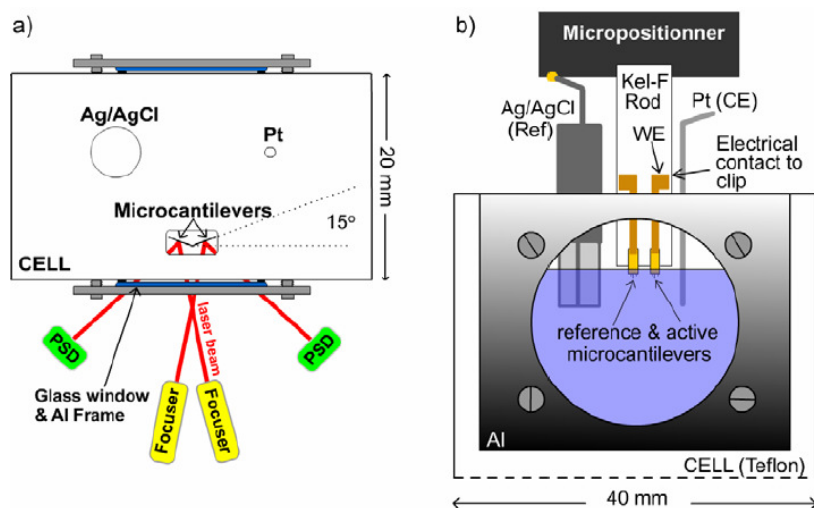 a)
Ag/AgCl
Pt
20 mm
Microcantilevers
15°
CELL
laser beam
PSD
PSD
Glass window
& Al Frame
Focuser
Focuser
b)
Micropositionner
Kel-F
Rod
Ag/AgCl
(Ref)
Pt (CE)
WE
Electrical
contact to
clip
reference & active
microcantilevers
Al
CELL (Teflon)
40 mm